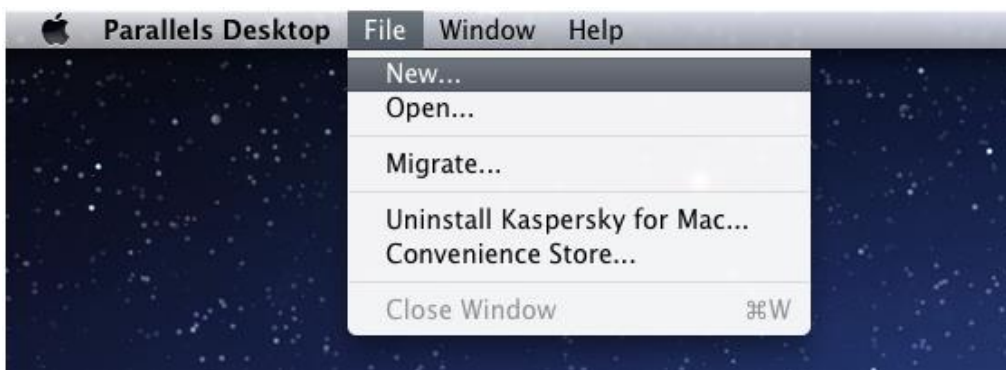 Parallels Desktop File Window Help
New...
Open...
Migrate...
Uninstall Kaspersky for Mac...
Convenience Store...
Close Window ⌘W